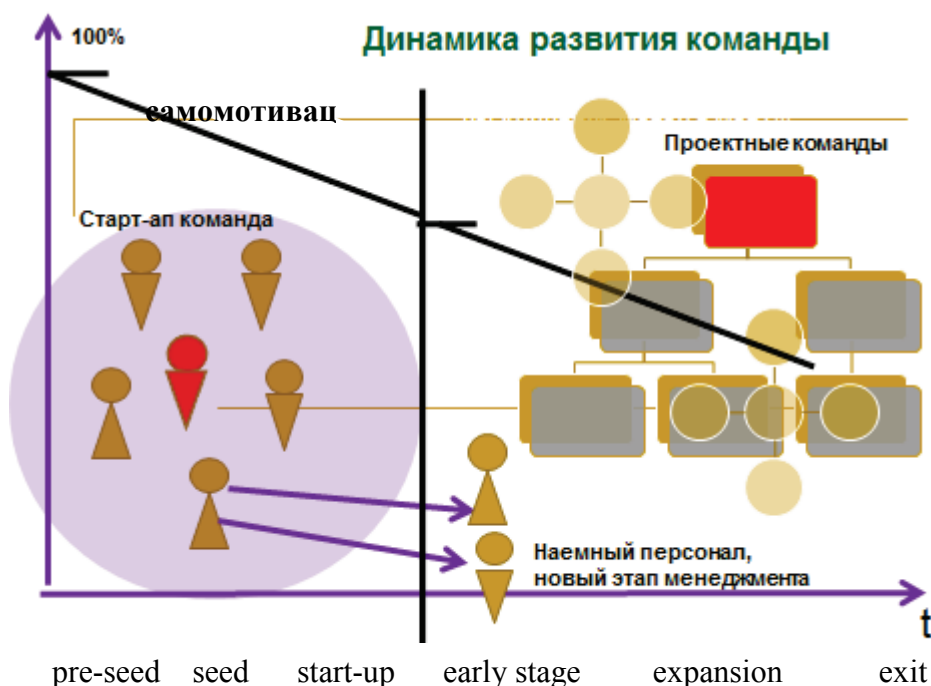 100%
Динамика развития команды
самомотивац
Проектные команды
Старт-ап команда
Наемный персонал,
новый этап менеджмента
t
pre-seed seed start-up early stage expansion exit